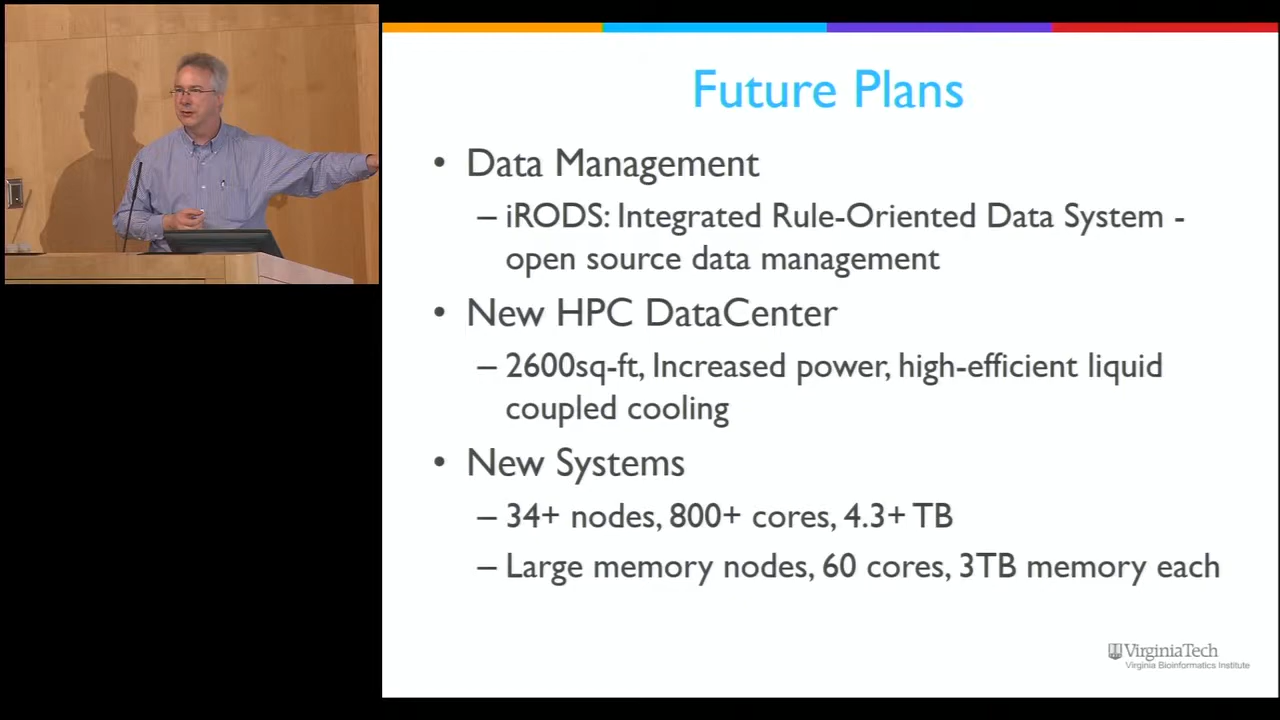 Future Plans
• Data Management
– iRODS: Integrated Rule-Oriented Data System -
open source data management
• New HPC DataCenter
– 2600sq-ft, Increased power, high-efficient liquid
coupled cooling
• New Systems
– 34+ nodes, 800+ cores, 4.3+ TB
– Large memory nodes, 60 cores, 3TB memory each
VirginiaTech
Virginia Bioinformatics Institute